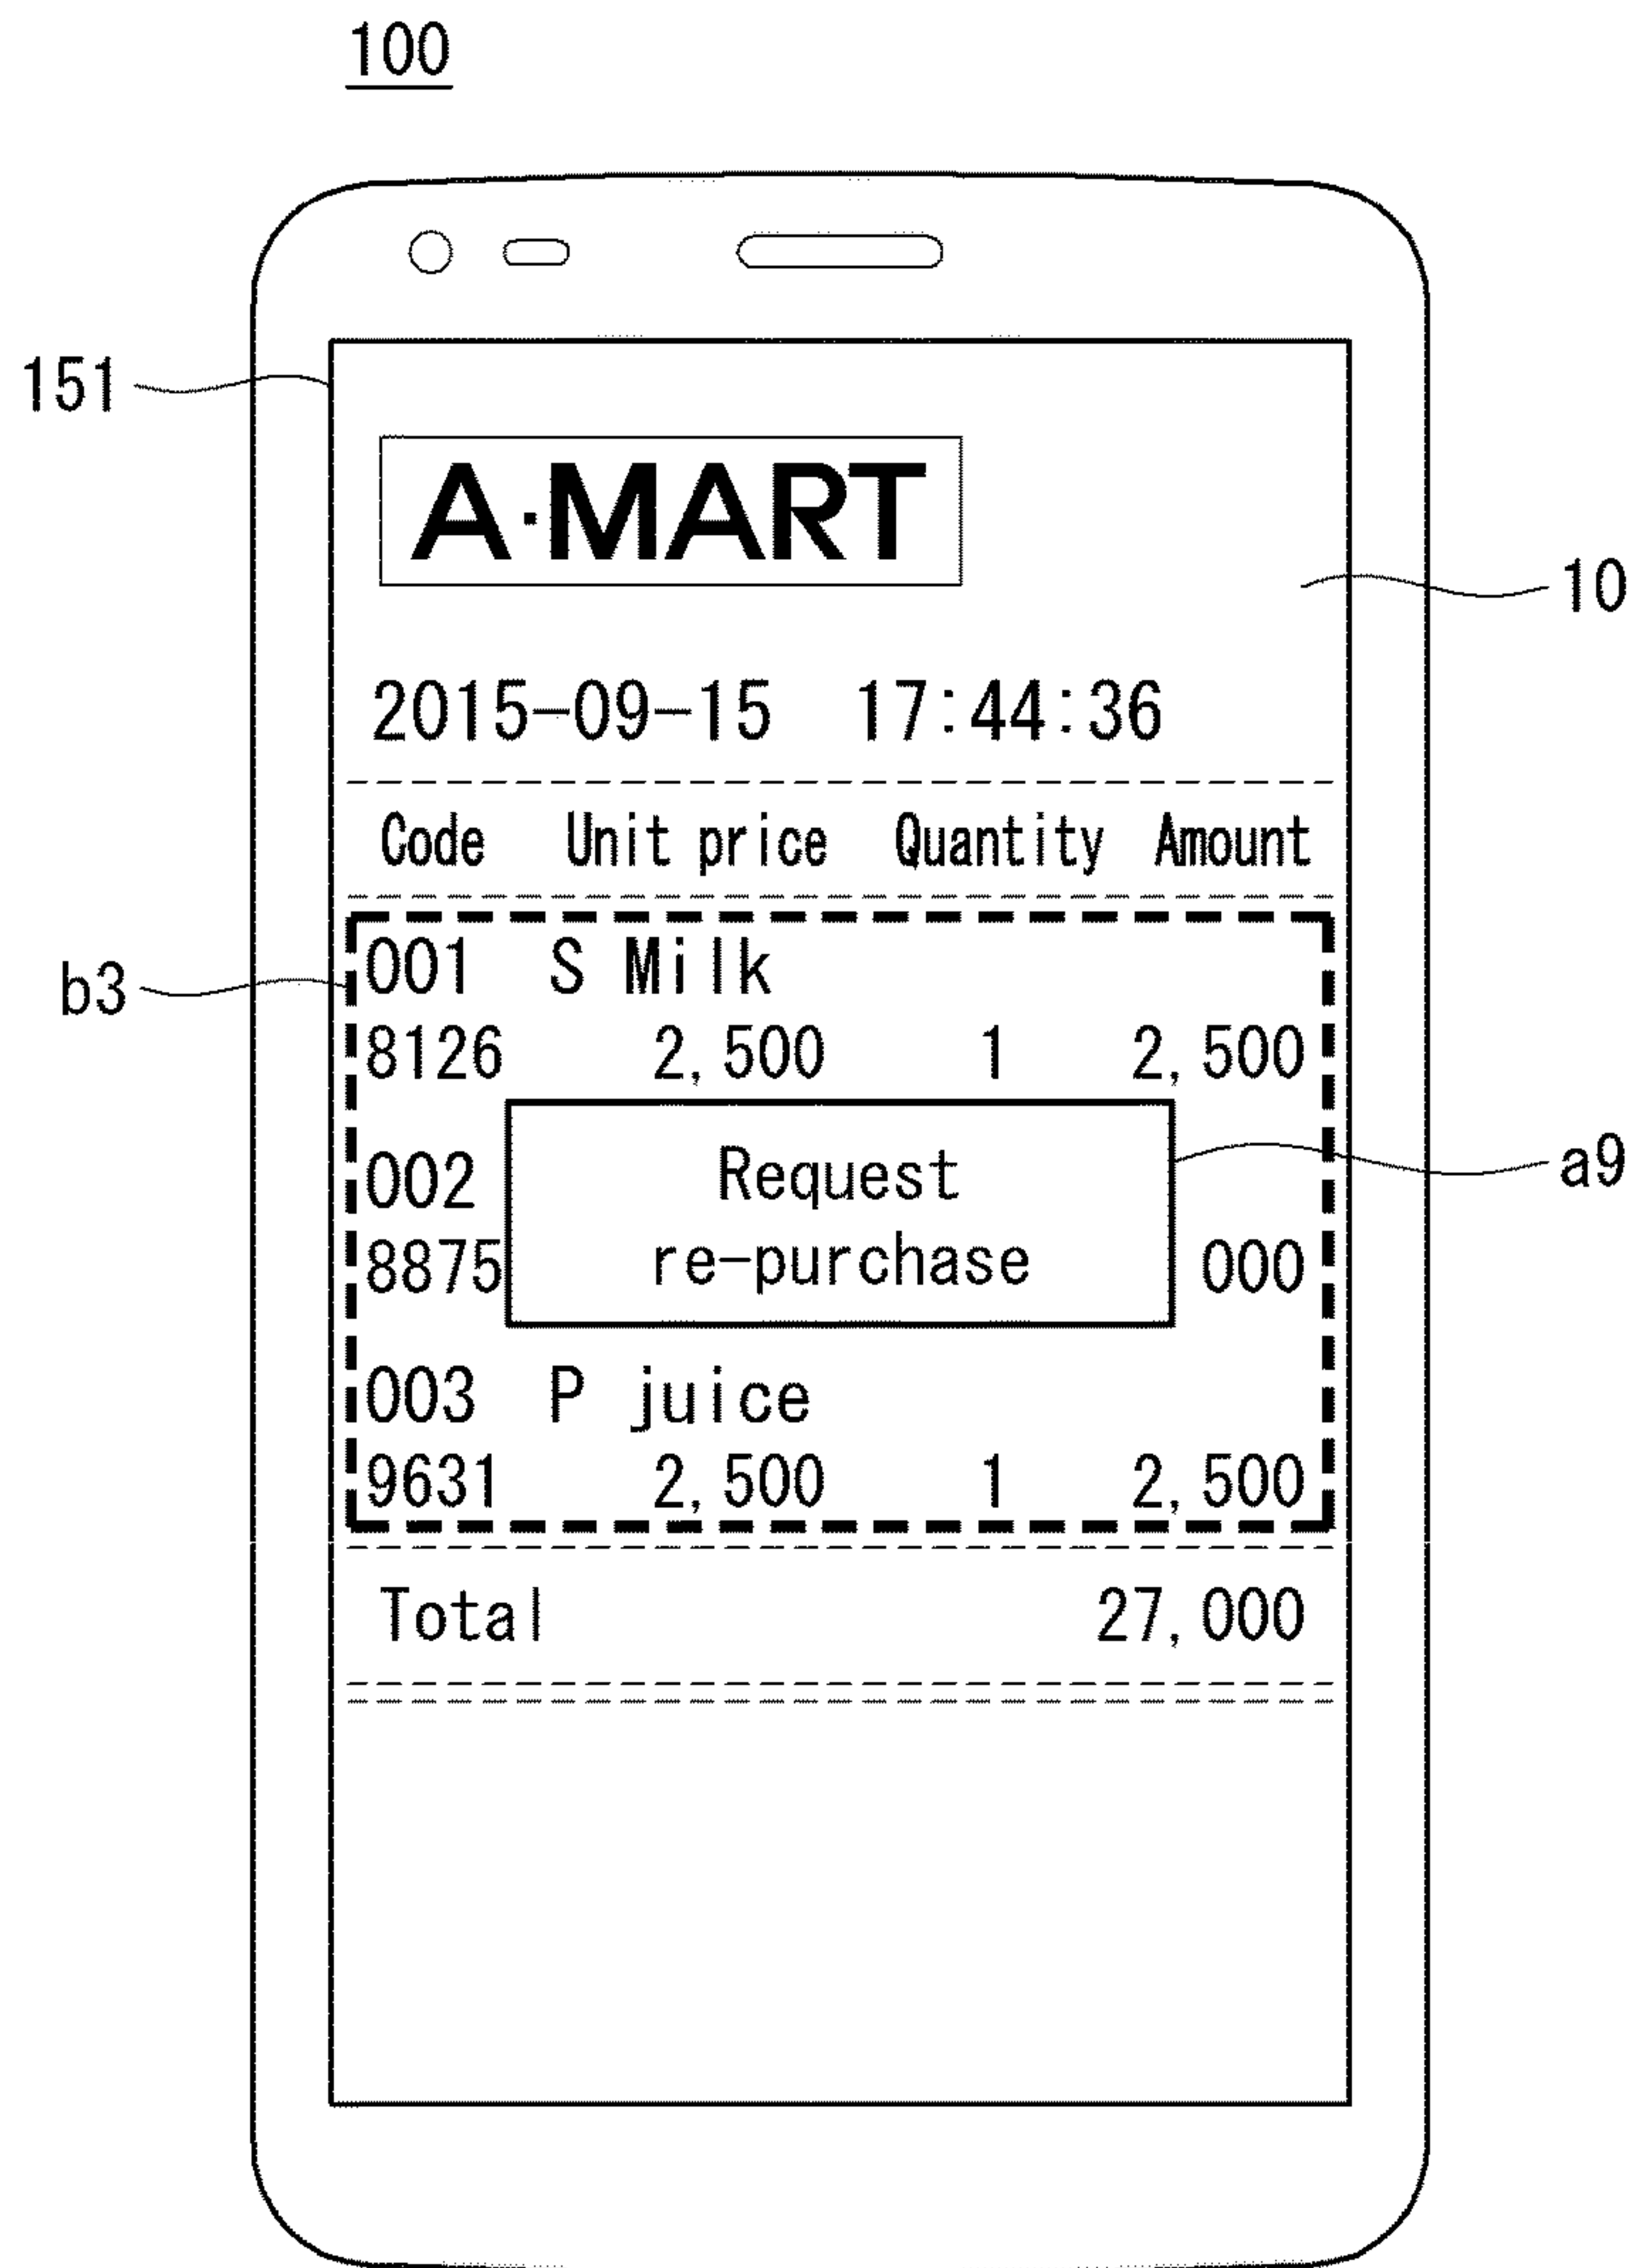 100
151
A·MART
10
2015-09-15 17:44:36
Code Unit price Quantity Amount
b3
001 S Milk
8126 2,500 1 2,500
002
Request
a9
8875 000
re-purchase
003 P juice
9631 2,500 1 2,500
Total 27,000